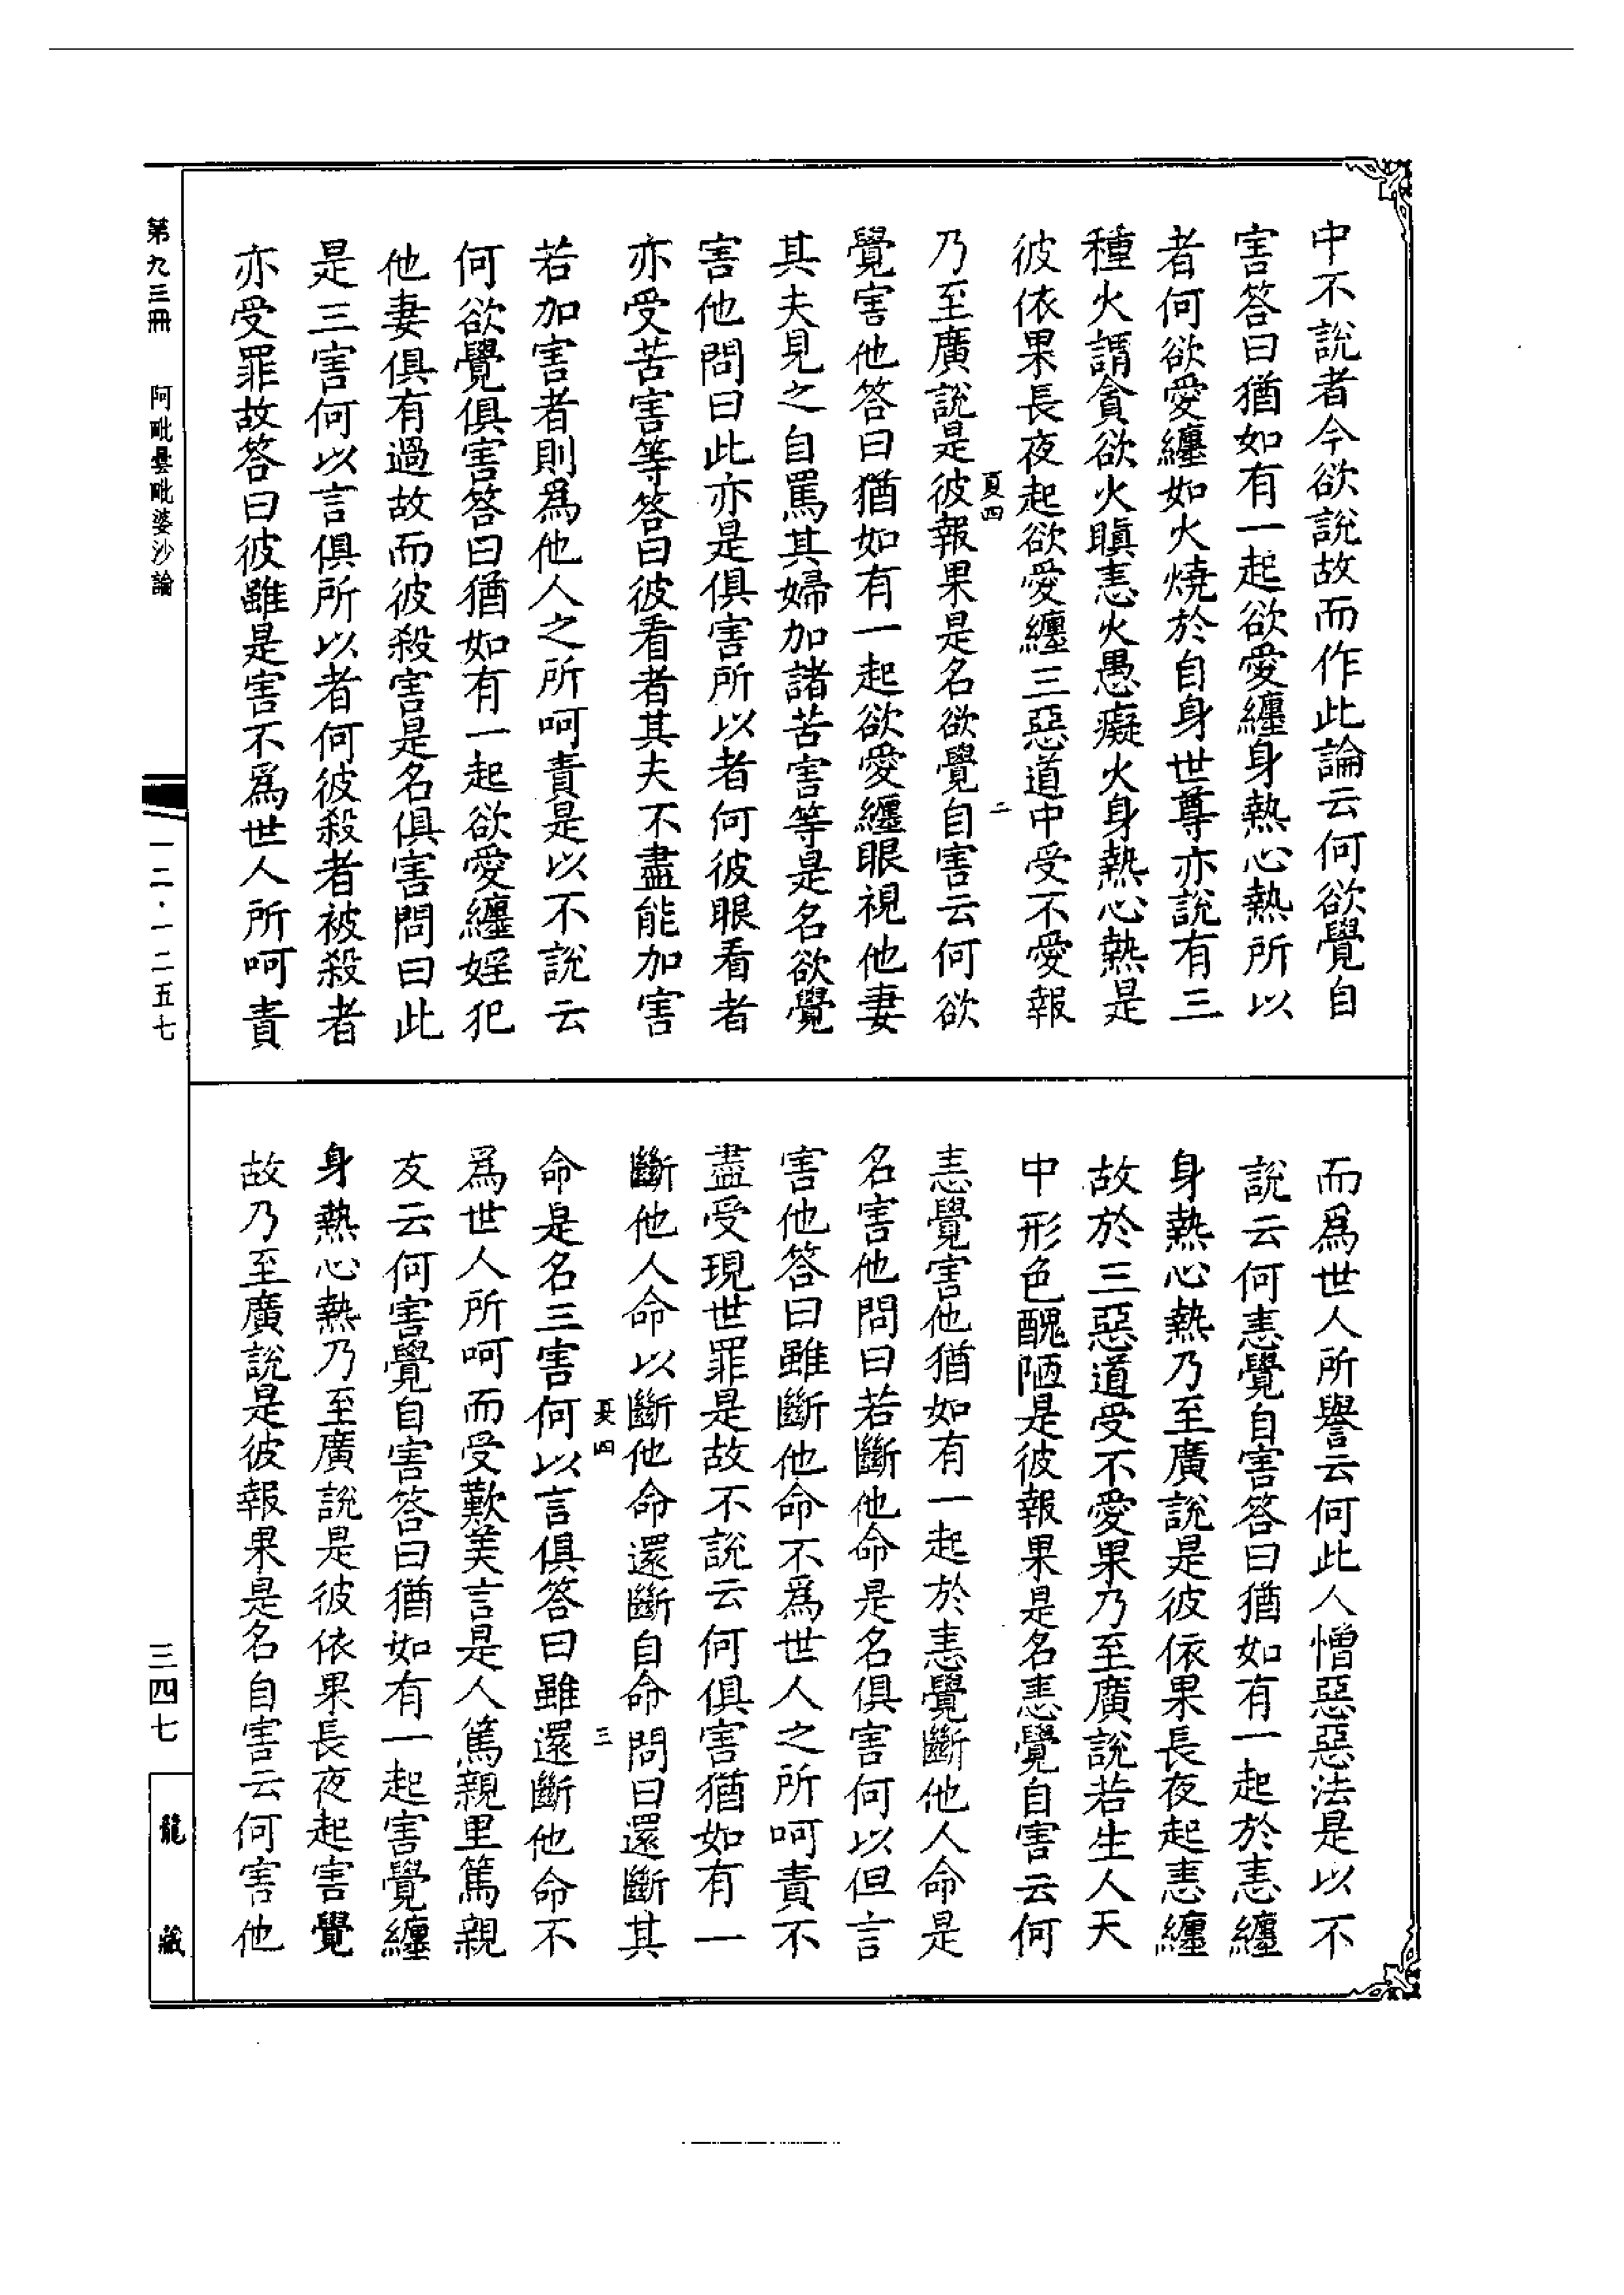 中不說者今欲說故而作此論云何欲覺自
害答曰猶如有一起欲愛纏身熱心熱所以
者何欲愛纏如火燒於自身世尊亦說有三
種火謂貪欲火瞋恚火愚癡火身熱心熱是
彼依果長夜起欲愛纏三惡道中受不愛報
夏四
二
乃至廣說是彼報果是名欲覺自害云何欲
覺害他答曰猶如有一起欲愛纏眼視他妻
其夫見之自罵其婦加諸苦害等是名欲覺
害他問曰此亦是俱害所以者何彼眼看者
亦受苦害等答曰彼看者其夫不盡能加害
若加害者則爲他人之所呵責是以不說云
何欲覺俱害答曰猶如有一起欲愛纏婬犯
他妻俱有過故而彼殺害是名俱害問曰此
是三害何以言俱所以者何彼殺者被殺者
亦受罪故答曰彼雖是害不爲世人所呵責
而爲世人所譽云何此人憎惡惡法是以不
說云何恚覺自害答曰猶如有一起於恚纏
身熱心熱乃至廣說是彼依果長夜起恚纏
故於三惡道受不愛果乃至廣說若生人天
中形色醜陋是彼報果是名恚覺自害云何
恚覺害他猶如有一起於恚覺斷他人命是
名害他問曰若斷他命是名俱害何以但言
害他答曰雖斷他命不爲世人之所呵責不
盡受現世罪是故不說云何俱害猶如有一
斷他人命以斷他命還斷自命問曰還斷其
夏四
三
命是名三害何以言俱答曰雖還斷他命不
爲世人所呵而受歎美言是人篤親里篤親
友云何害覺自害答曰猶如有一起害覺纏
身熱心熱乃至廣說是彼依果長夜起害覺
故乃至廣說是彼報果是名自害云何害他
第九三冊 阿毗曇毗婆沙論
一二·一二五七
三四七
龍藏